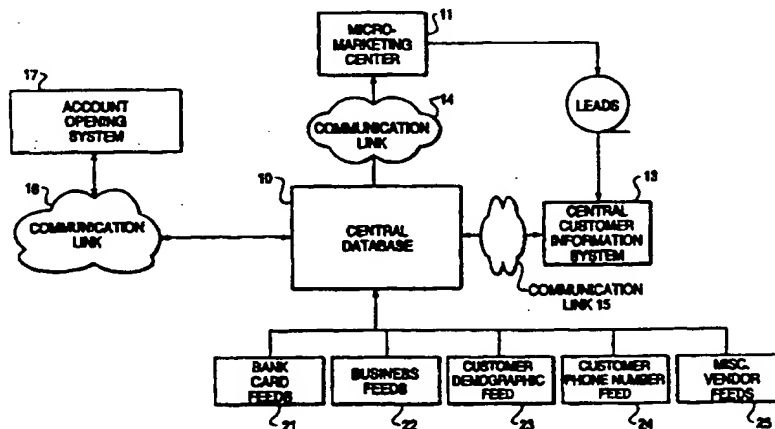 11
MICRO-
MARKETING
CENTER
17
ACCOUNT
OPENING
SYSTEM
14
COMMUNICATION
LINK
LEADS
16
COMMUNICATION
LINK
10
CENTRAL
DATABASE
13
CENTRAL
CUSTOMER
INFORMATION
SYSTEM
COMMUNICATION
LINK 15
BANK
CARD
FEEDS
21
BUSINESS
FEEDS
22
CUSTOMER
DEMOGRAPHIC
FEED
23
CUSTOMER
PHONE NUMBER
FEED
24
MISC.
VENDOR
FEEDS
25